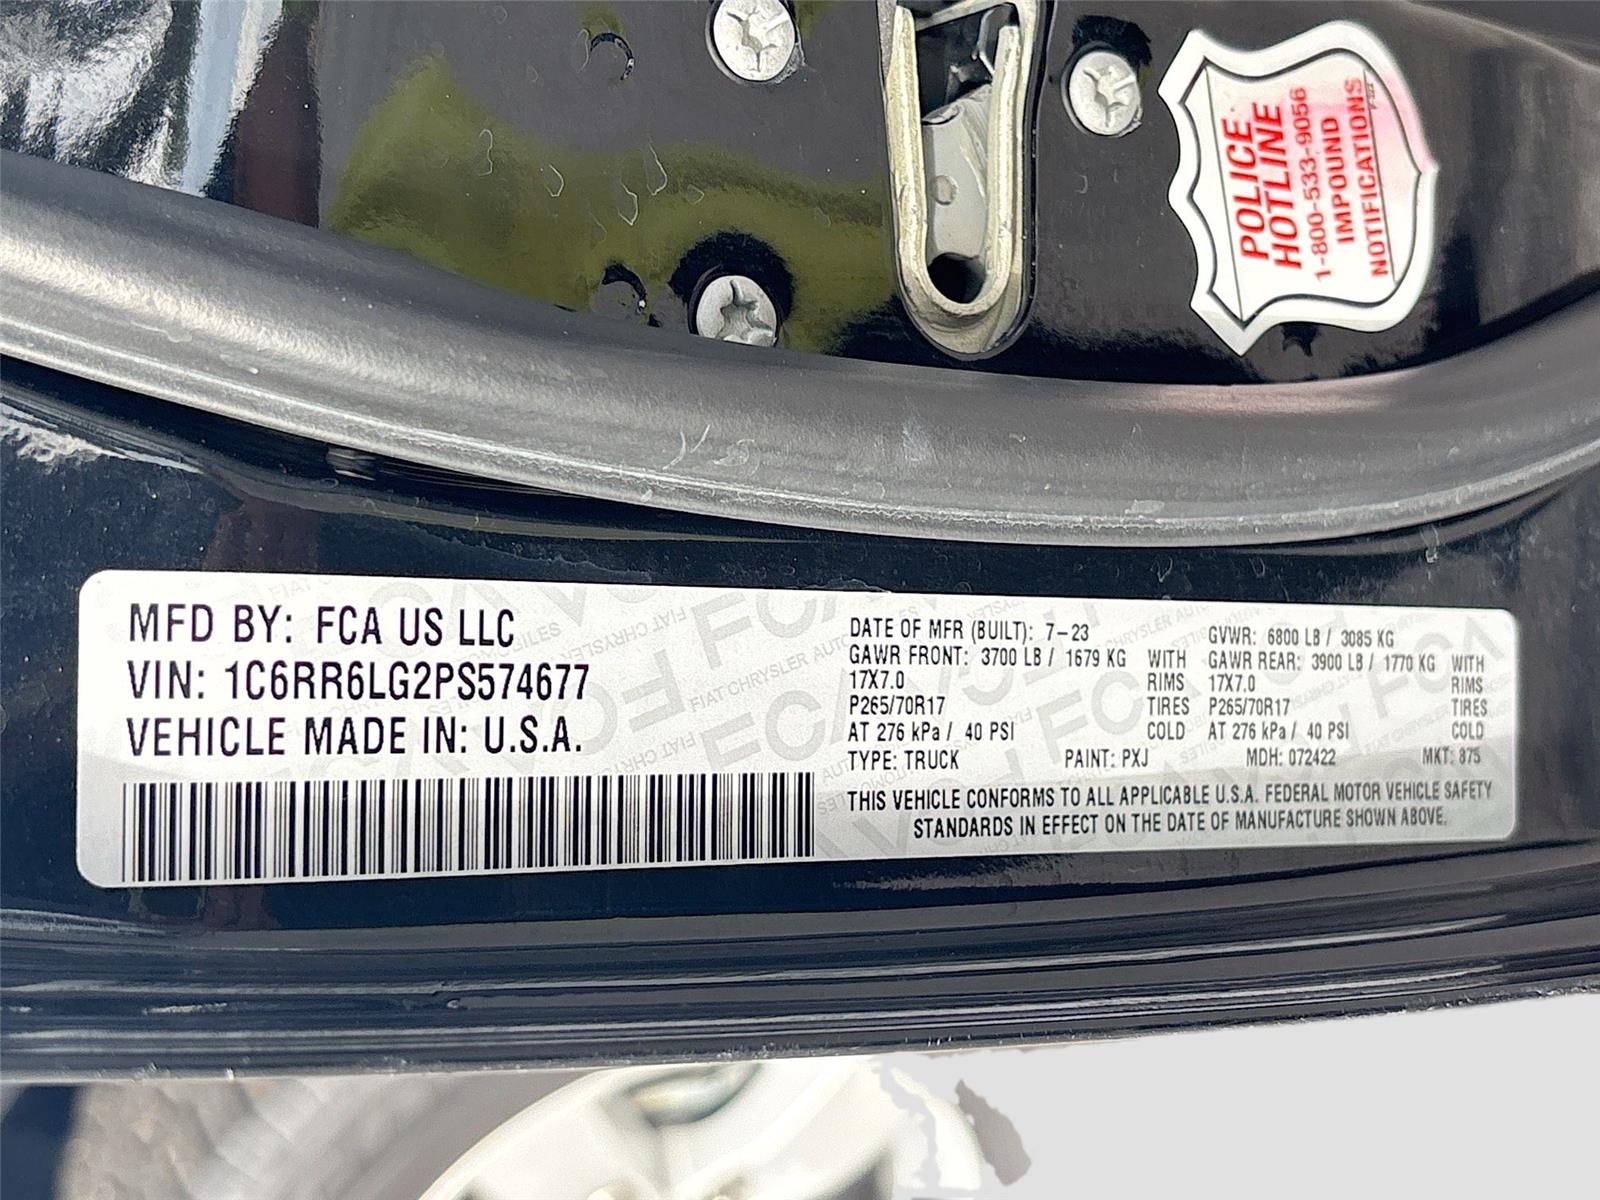 POLICE
HOTLINE
1-800-533-9056
IMPOUND
NOTIFICATIONS
MFD BY: FCA US LLC
VIN: 1C6RR6LG2PS574677
VEHICLE MADE IN: U.S.A.
DATE OF MFR (BUILT): 7-23 GVWR: 6800 LB / 3085 KG
GAWR FRONT: 3700 LB / 1679 KG WITH GAWR REAR: 3900 LB / 1770 KG WITH
17X7.0 RIMS 17X7.0 RIMS
P265/70R17 TIRES P265/70R17 TIRES
AT 276 kPa / 40 PSI COLD AT 276 kPa / 40 PSI COLD
TYPE: TRUCK PAINT: PXJ MDH: 072422 MKT: 875
THIS VEHICLE CONFORMS TO ALL APPLICABLE U.S.A. FEDERAL MOTOR VEHICLE SAFETY
STANDARDS IN EFFECT ON THE DATE OF MANUFACTURE SHOWN ABOVE.